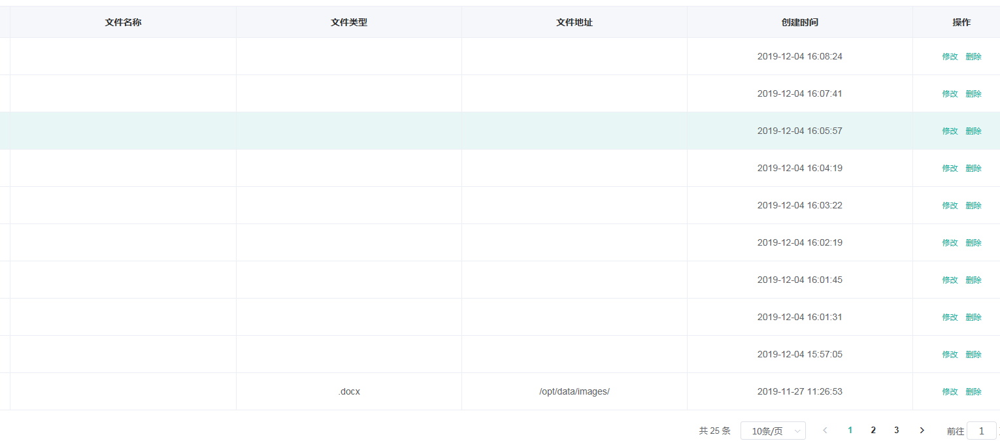 文件名称 文件类型 文件地址 创建时间 操作
2019-12-04 16:08:24 修改 删除
2019-12-04 16:07:41 修改 删除
2019-12-04 16:05:57 修改 删除
2019-12-04 16:04:19 修改 删除
2019-12-04 16:03:22 修改 删除
2019-12-04 16:02:19 修改 删除
2019-12-04 16:01:45 修改 删除
2019-12-04 16:01:31 修改 删除
2019-12-04 15:57:05 修改 删除
.docx /opt/data/images/ 2019-11-27 11:26:53 修改 删除
共 25 条 10条/页 1 2 3 前往 1